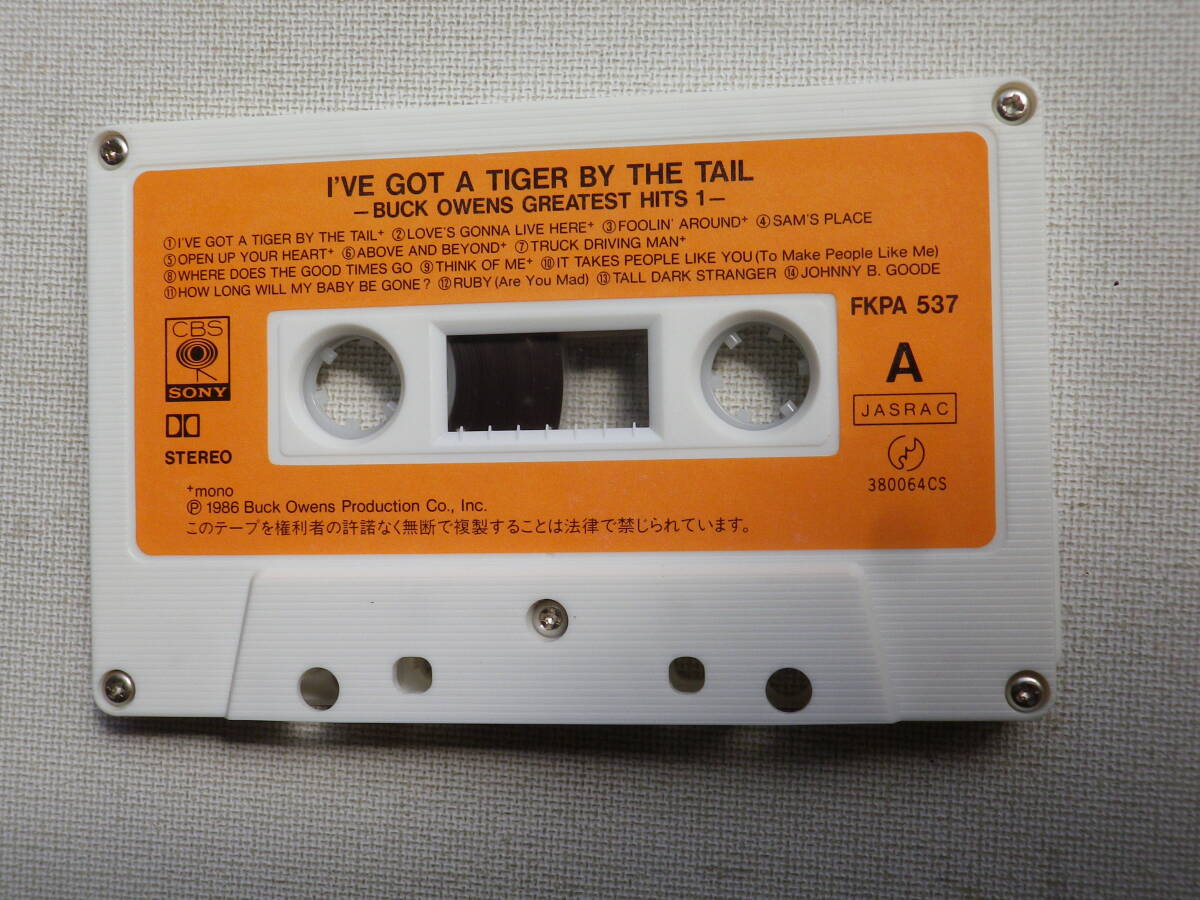 I'VE GOT A TIGER BY THE TAIL
—BUCK OWENS GREATEST HITS 1—
①I'VE GOT A TIGER BY THE TAIL⁺ ②LOVE'S GONNA LIVE HERE⁺ ③FOOLIN' AROUND⁺ ④SAM'S PLACE
⑤OPEN UP YOUR HEART⁺ ⑥ABOVE AND BEYOND⁺ ⑦TRUCK DRIVING MAN⁺
⑧WHERE DOES THE GOOD TIMES GO ⑨THINK OF ME⁺ ⑩IT TAKES PEOPLE LIKE YOU (To Make People Like Me)
⑪HOW LONG WILL MY BABY BE GONE? ⑫RUBY (Are You Mad) ⑬TALL DARK STRANGER ⑭JOHNNY B. GOODE
FKPA 537
CBS
SONY
A
JASRAC
STEREO
380064CS
⁺mono
Ⓟ 1986 Buck Owens Production Co., Inc.
このテープを権利者の許諾なく無断で複製することは法律で禁じられています。